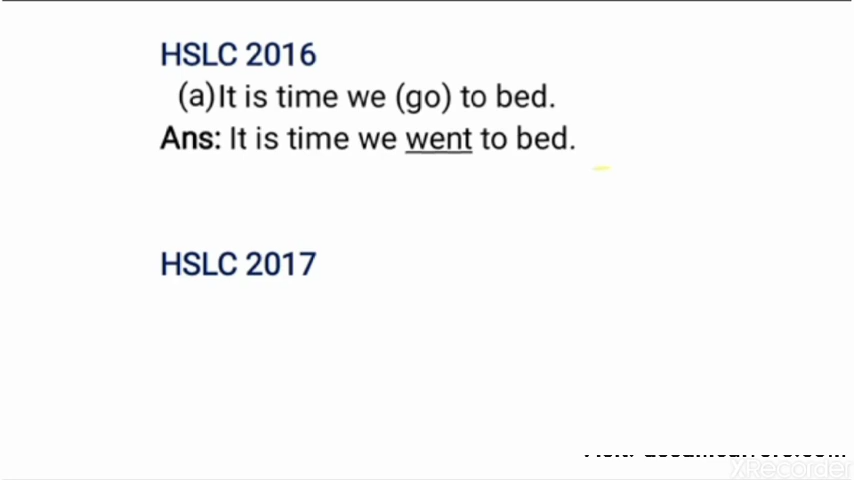 HSLC 2016
(a)It is time we (go) to bed.
Ans: It is time we went to bed.
HSLC 2017
XRecorder